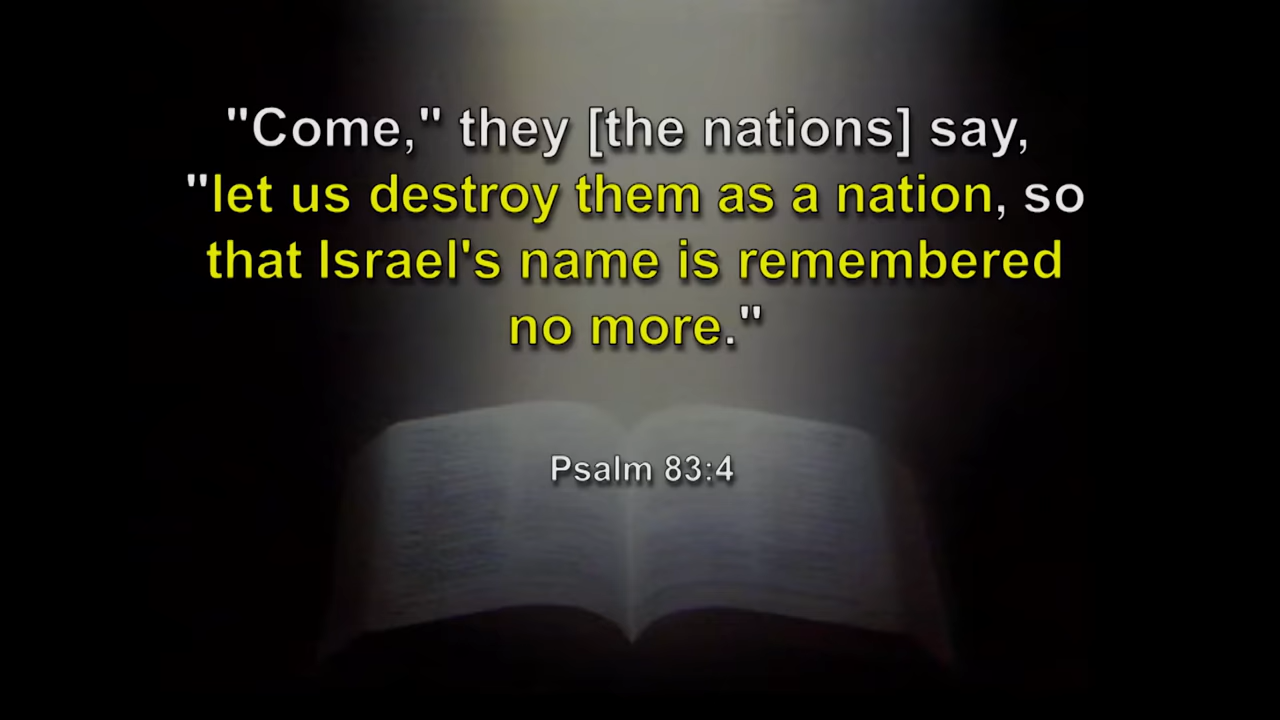 "Come," they [the nations] say,
"let us destroy them as a nation, so
that Israel's name is remembered
no more."
Psalm 83:4